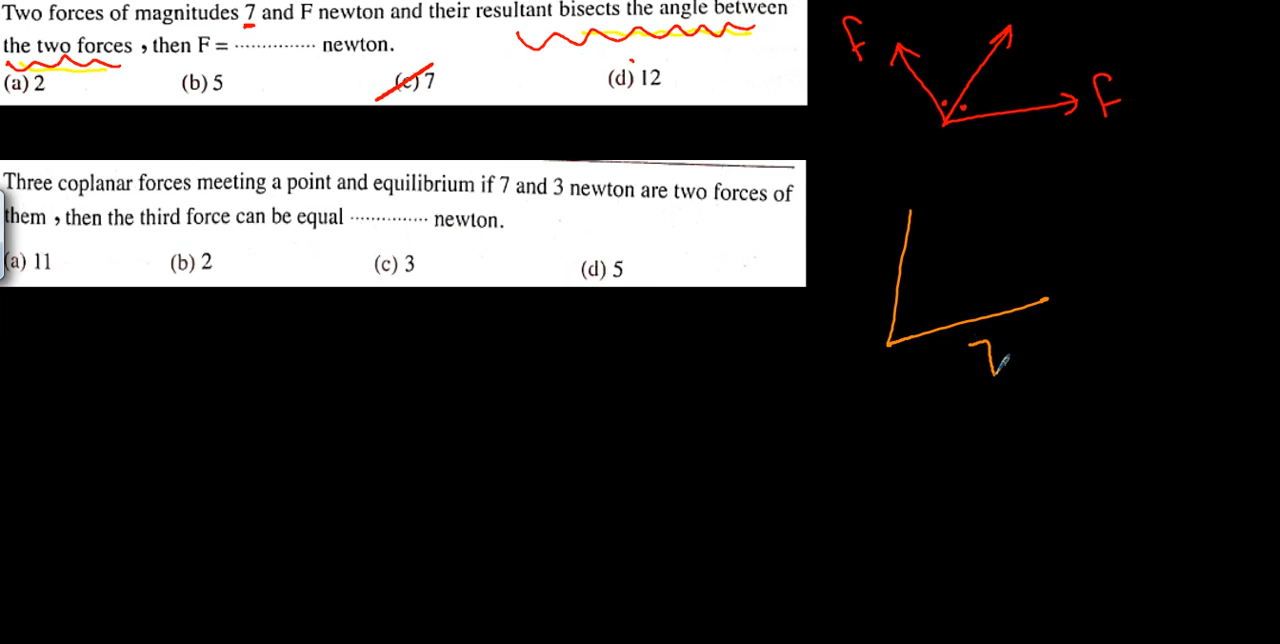 Two forces of magnitudes 7 and F newton and their resultant bisects the angle between
the two forces , then F = ............... newton.
(a) 2 (b) 5 (c) 7 (d) 12
f
f
Three coplanar forces meeting a point and equilibrium if 7 and 3 newton are two forces of
them , then the third force can be equal ............... newton.
(a) 11 (b) 2 (c) 3 (d) 5